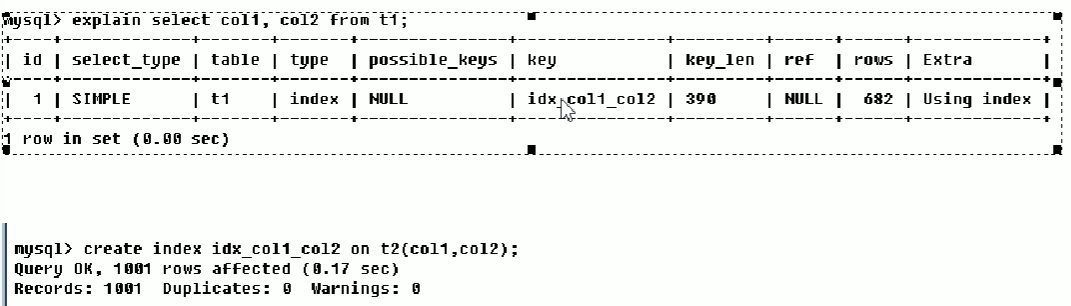 mysql> explain select col1, col2 from t1;
+----+-------------+-------+-------+---------------+---------------+---------+------+------+-------------+
| id | select_type | table | type | possible_keys | key | key_len | ref | rows | Extra |
| 1 | SIMPLE | t1 | index | NULL | idx_col1_col2 | 390 | NULL | 682 | Using index |
1 row in set (0.00 sec)
mysql> create index idx_col1_col2 on t2(col1,col2);
Query OK, 1001 rows affected (0.17 sec)
Records: 1001 Duplicates: 0 Warnings: 0